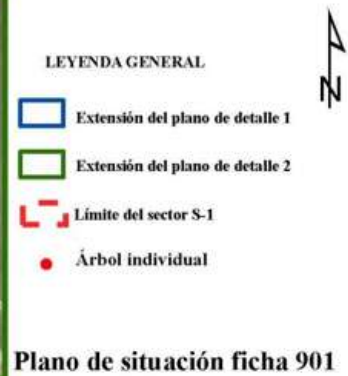 LEYENDA GENERAL
N
Extensión del plano de detalle 1
Extensión del plano de detalle 2
Límite del sector S-1
Árbol individual
Plano de situación ficha 901